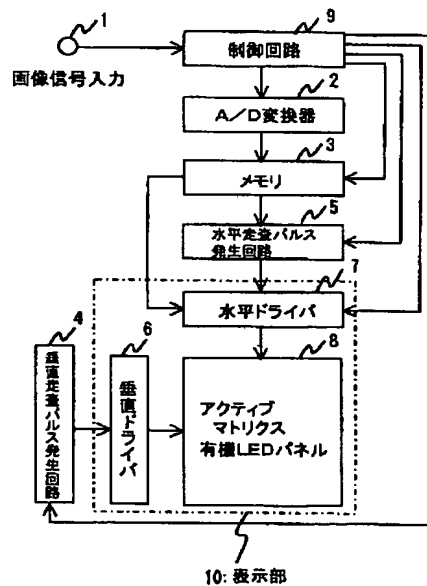 1
画像信号入力
9
制御回路
2
A/D変換器
3
メモリ
5
水平走査パルス
発生回路
7
水平ドライバ
4
垂直走査パルス発生回路
6
垂直ドライバ
8
アクティブ
マトリクス
有機LEDパネル
10:表示部